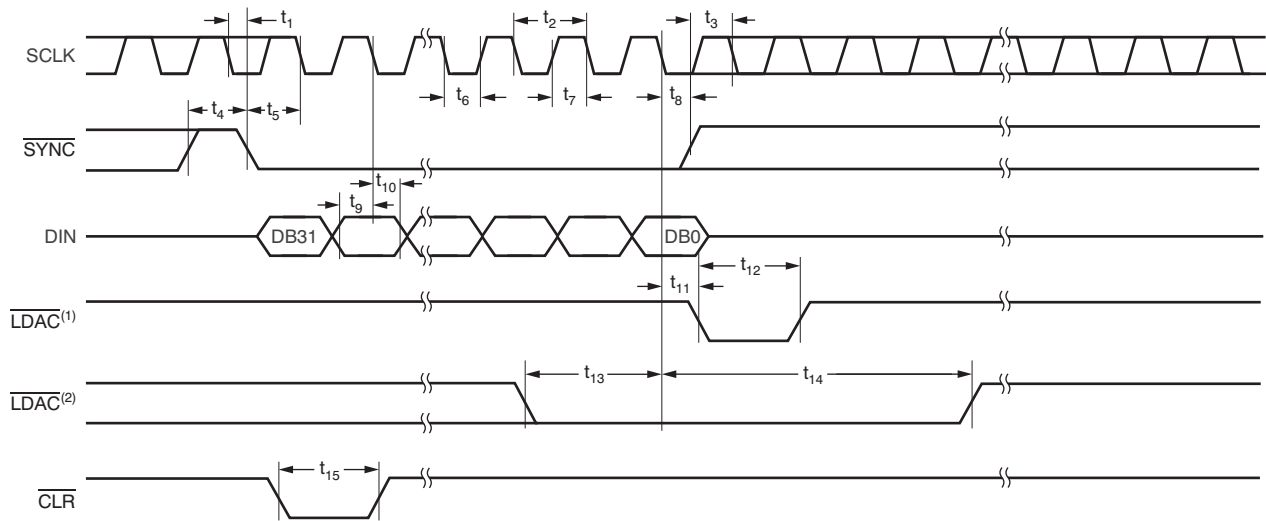 t1 t2 t3
SCLK
t6 t7 t8
t4 t5
SYNC
t10
t9
DIN DB31 DB0
t12
t11
LDAC(1)
t13 t14
LDAC(2)
t15
CLR